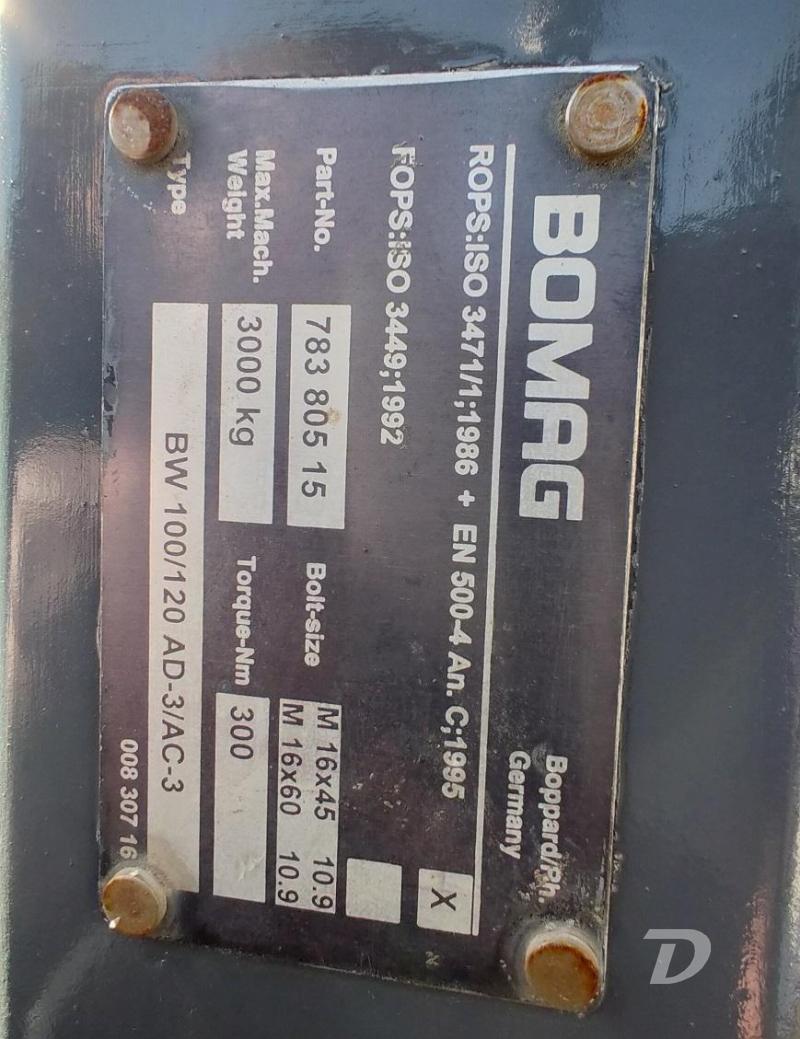 BOMAG
Boppard/Rh.
Germany
ROPS:ISO 3471/1;1986 + EN 500-4 An. C;1995 X
FOPS:ISO 3449;1992
Part-No. 783 805 15 Bolt-size M 16x45 10.9
M 16x60 10.9
Max.Mach. Weight 3000 kg Torque-Nm 300
Type BW 100/120 AD-3/AC-3
008 307 16
D